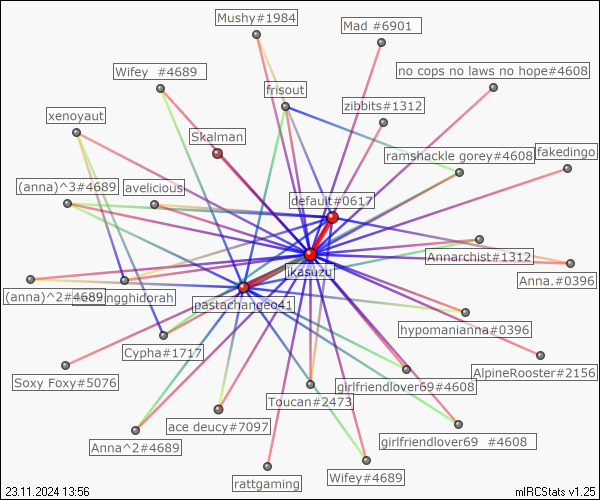 Mushy#1984
Mad #6901
Wifey #4689
no cops no laws no hope#4608
frisout
zibbits#1312
xenoyaut
Skalman
ramshackle gorey#4608
fakedingo
(anna)^3#4689
avelicious
default#0617
Annarchist#1312
jkasuzu
Anna.#0396
(anna)^2#4689
ngghidorah
pastachangeo41
hypomanianna#0396
Cypha#1717
AlpineRooster#2156
Soxy Foxy#5076
girlfriendlover69#4608
Toucan#2473
ace deucy#7097
Anna^2#4689
girlfriendlover69 #4608
rattgaming
Wifey#4689
23.11.2024 13:56
mIRCStats v1.25